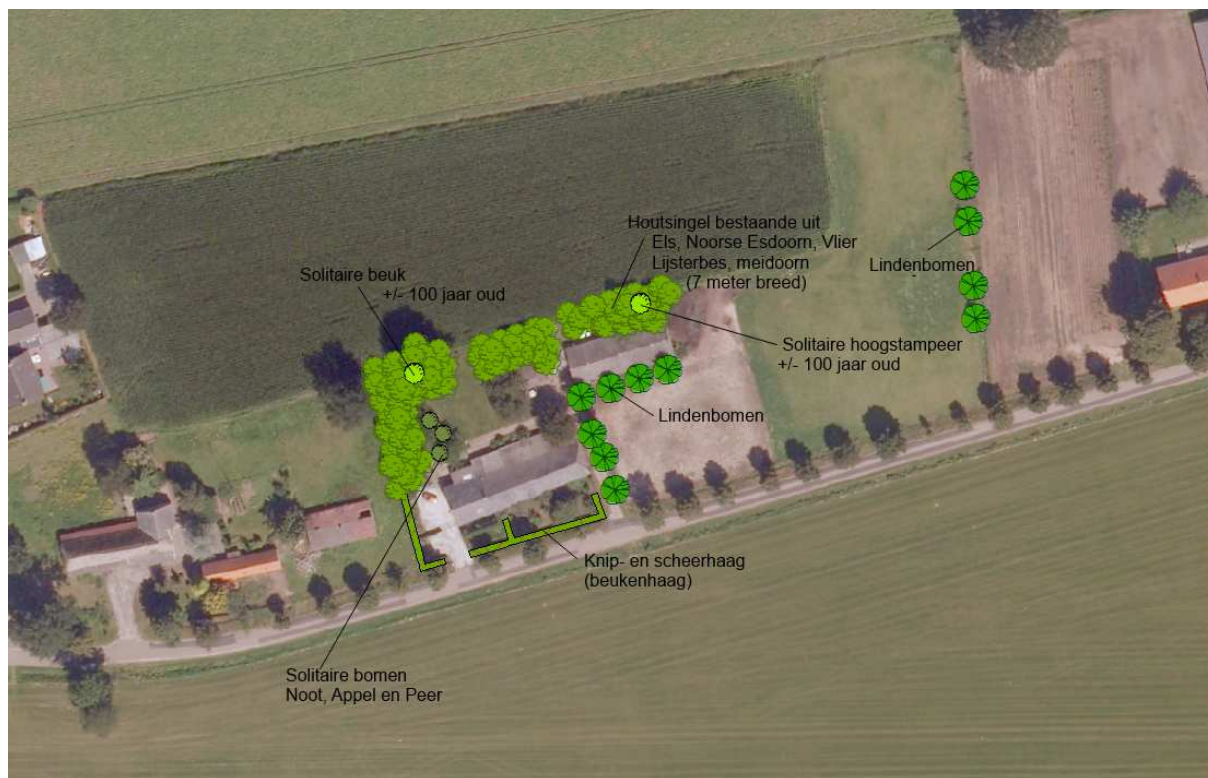 Houtsingel bestaande uit
Els, Noorse Esdoorn, Vlier
Lijsterbes, meidoorn
(7 meter breed)
Lindenbomen
Solitaire beuk
+/- 100 jaar oud
Solitaire hoogstampeer
+/- 100 jaar oud
Lindenbomen
Knip- en scheerhaag
(beukenhaag)
Solitaire bomen
Noot, Appel en Peer